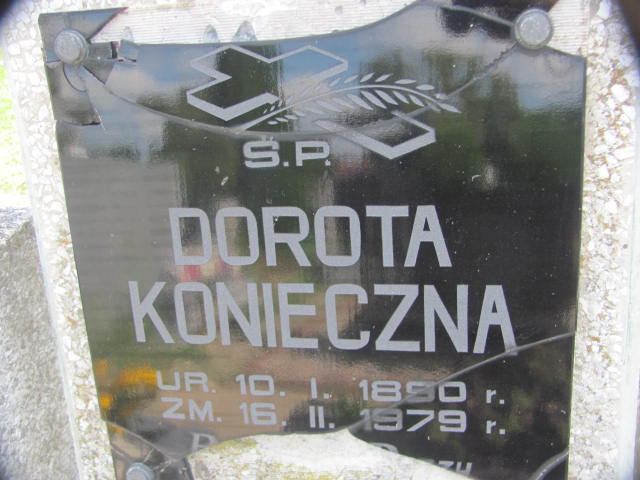 Ś.P.
DOROTA
KONIECZNA
UR. 10. I. 1890 r.
ZM. 16. II. 1979 r.